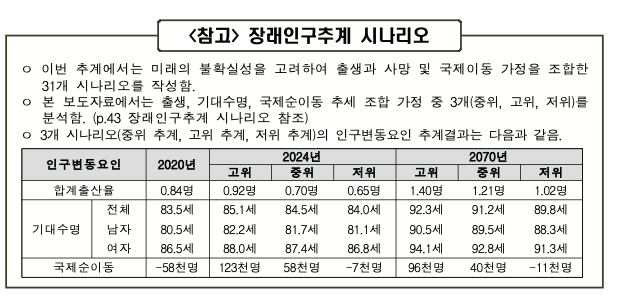 <참고> 장래인구추계 시나리오
ㅇ 이번 추계에서는 미래의 불확실성을 고려하여 출생과 사망 및 국제이동 가정을 조합한
31개 시나리오를 작성함.
ㅇ 본 보도자료에서는 출생, 기대수명, 국제순이동 추세 조합 가정 중 3개(중위, 고위, 저위)를
분석함. (p.43 장래인구추계 시나리오 참조)
ㅇ 3개 시나리오(중위 추계, 고위 추계, 저위 추계)의 인구변동요인 추계결과는 다음과 같음.
인구변동요인 2020년 2024년 2070년
고위 중위 저위 고위 중위 저위
합계출산율 0.84명 0.92명 0.70명 0.65명 1.40명 1.21명 1.02명
기대수명 전체 83.5세 85.1세 84.5세 84.0세 92.3세 91.2세 89.8세
남자 80.5세 82.2세 81.7세 81.1세 90.5세 89.5세 88.3세
여자 86.5세 88.0세 87.4세 86.8세 94.1세 92.8세 91.3세
국제순이동 -58천명 123천명 58천명 -7천명 96천명 40천명 -11천명